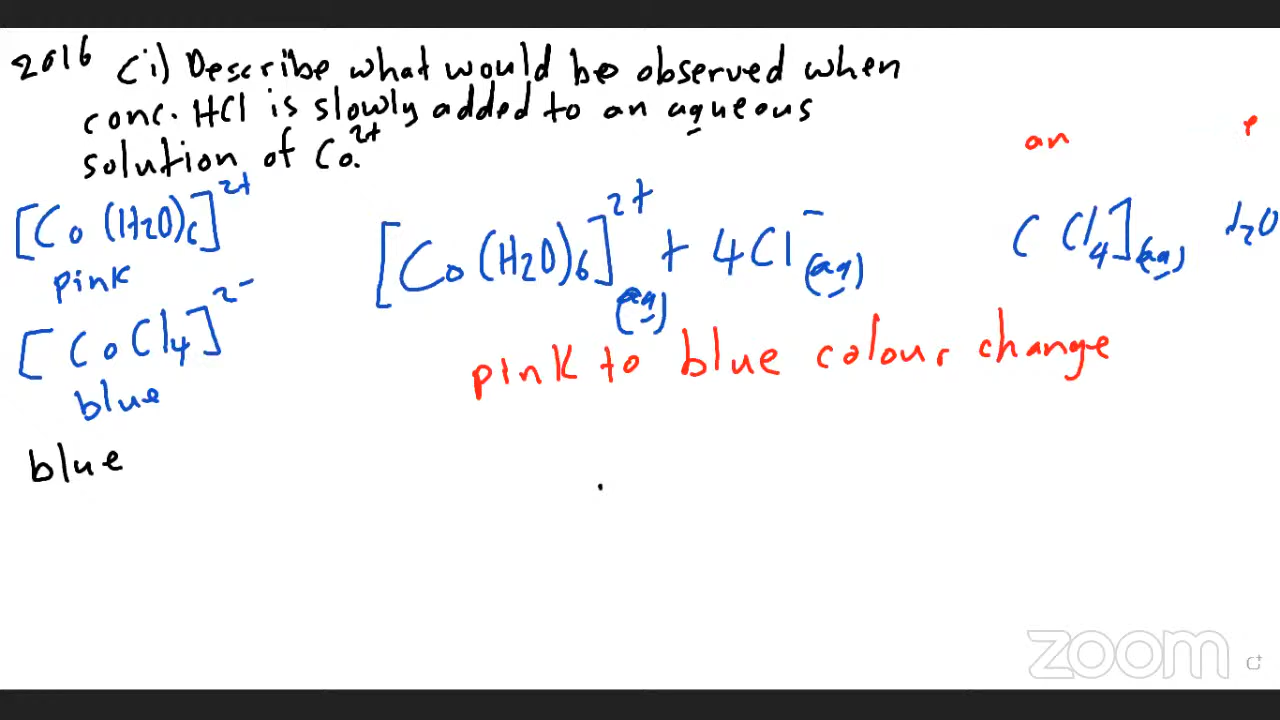 2016 (i) Describe what would be observed when
conc. HCl is slowly added to an aqueous
solution of Co²⁺.
[Co(H₂O)₆]²⁺
pink
[CoCl₄]²⁻
blue
blue
an
[Co(H₂O)₆]²⁺(aq) + 4Cl⁻(aq)
C Cl₄](aq) H₂O
pink to blue colour change
zoom